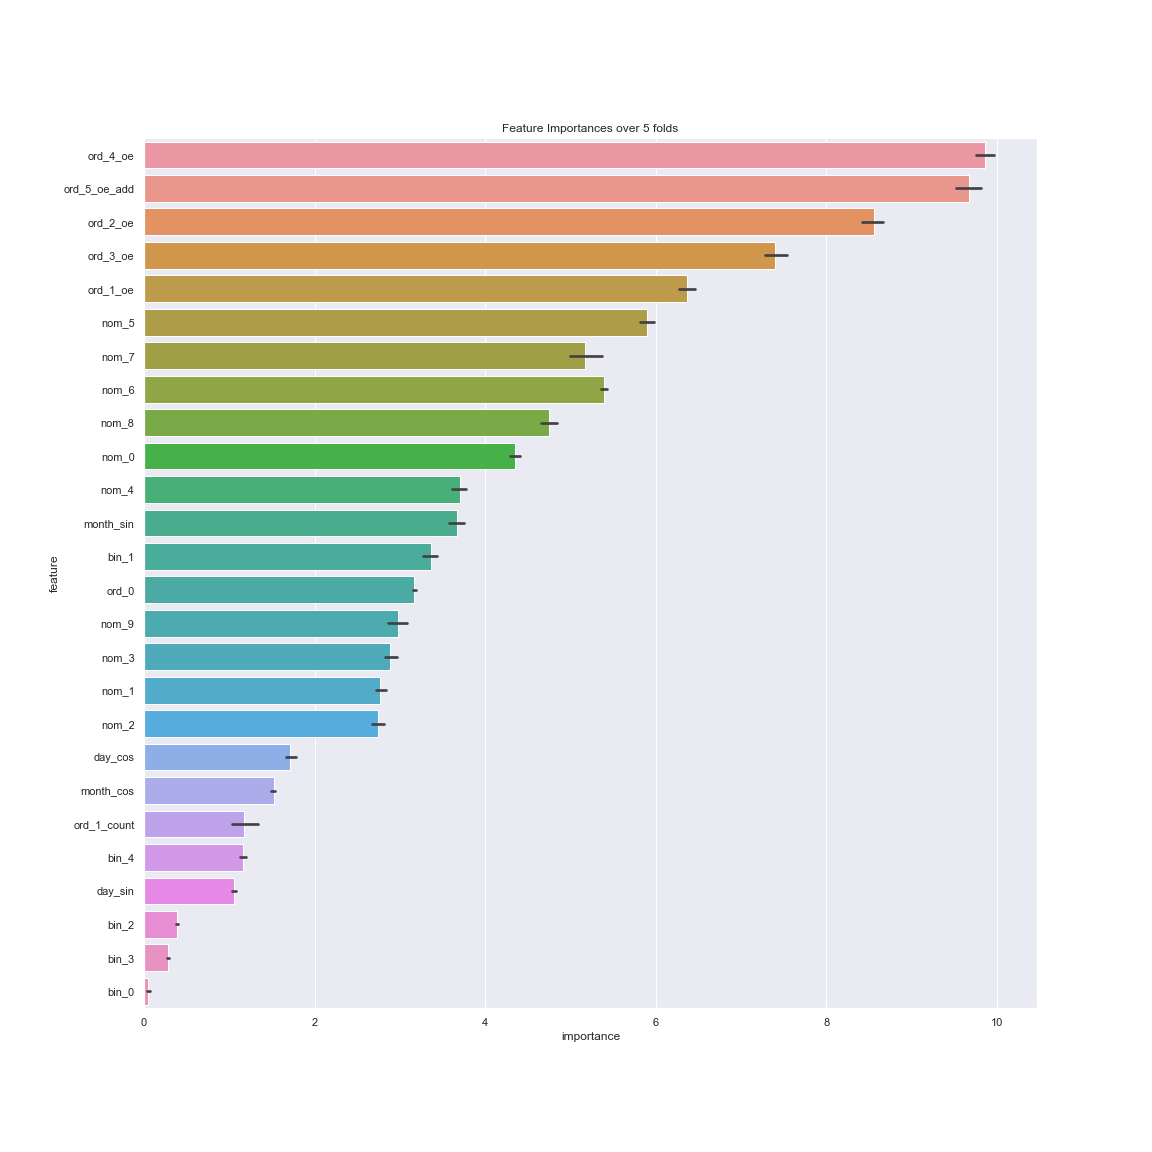 Feature Importances over 5 folds
ord_4_oe
ord_5_oe_add
ord_2_oe
ord_3_oe
ord_1_oe
nom_5
nom_7
nom_6
nom_8
nom_0
nom_4
month_sin
bin_1
ord_0
nom_9
nom_3
nom_1
nom_2
day_cos
month_cos
ord_1_count
bin_4
day_sin
bin_2
bin_3
bin_0
feature
0 2 4 6 8 10
importance